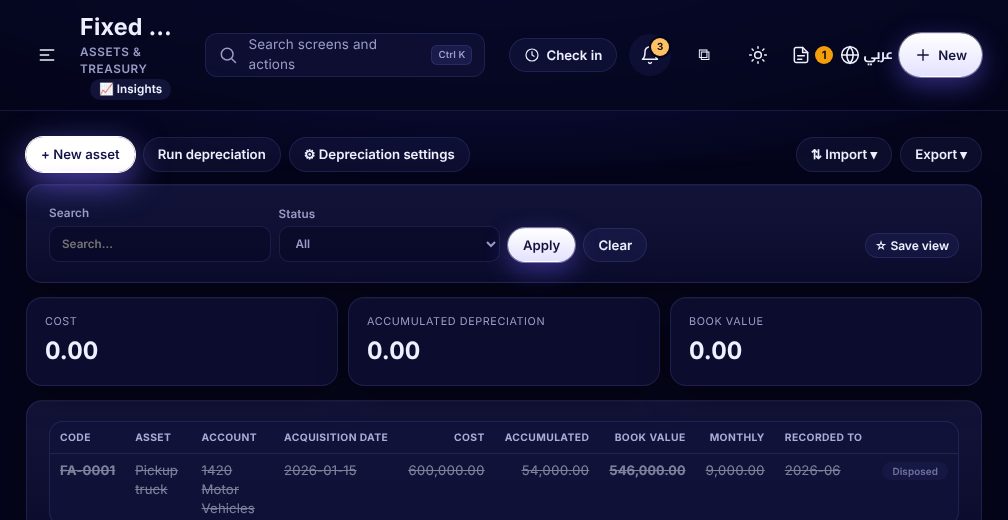 Fixed ...
ASSETS &
TREASURY
📈 Insights
Search screens and
actions
Ctrl K
Check in
3
1
عربي
+ New
+ New asset
Run depreciation
⚙ Depreciation settings
⇅ Import ▾
Export ▾
Search
Status
Search...
All
Apply
Clear
☆ Save view
COST
ACCUMULATED DEPRECIATION
BOOK VALUE
0.00
0.00
0.00
CODE ASSET ACCOUNT ACQUISITION DATE COST ACCUMULATED BOOK VALUE MONTHLY RECORDED TO
FA-0001 Pickup 1420 2026-01-15 600,000.00 54,000.00 546,000.00 9,000.00 2026-06 Disposed
truck Motor
Vehicles